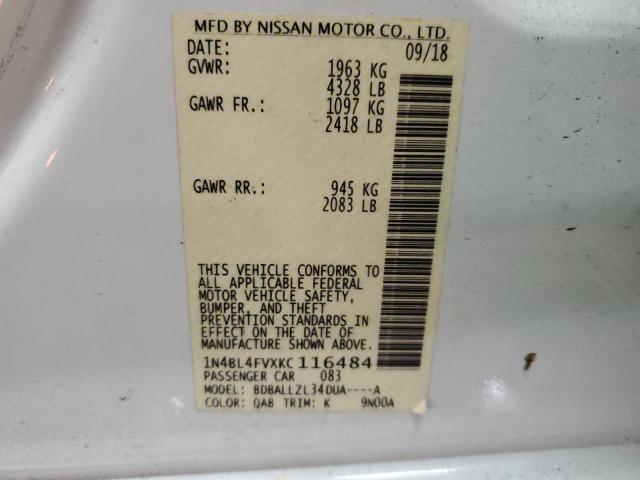 MFD BY NISSAN MOTOR CO., LTD.
DATE: 09/18
GVWR: 1963 KG
4328 LB
GAWR FR.: 1097 KG
2418 LB
GAWR RR.: 945 KG
2083 LB
THIS VEHICLE CONFORMS TO
ALL APPLICABLE FEDERAL
MOTOR VEHICLE SAFETY,
BUMPER, AND THEFT
PREVENTION STANDARDS IN
EFFECT ON THE DATE OF
MANUFACTURE SHOWN ABOVE.
1N4BL4FVXKC116484
PASSENGER CAR 083
MODEL: BDBALLZL34DUA----A
COLOR: QAB TRIM: K 9N00A